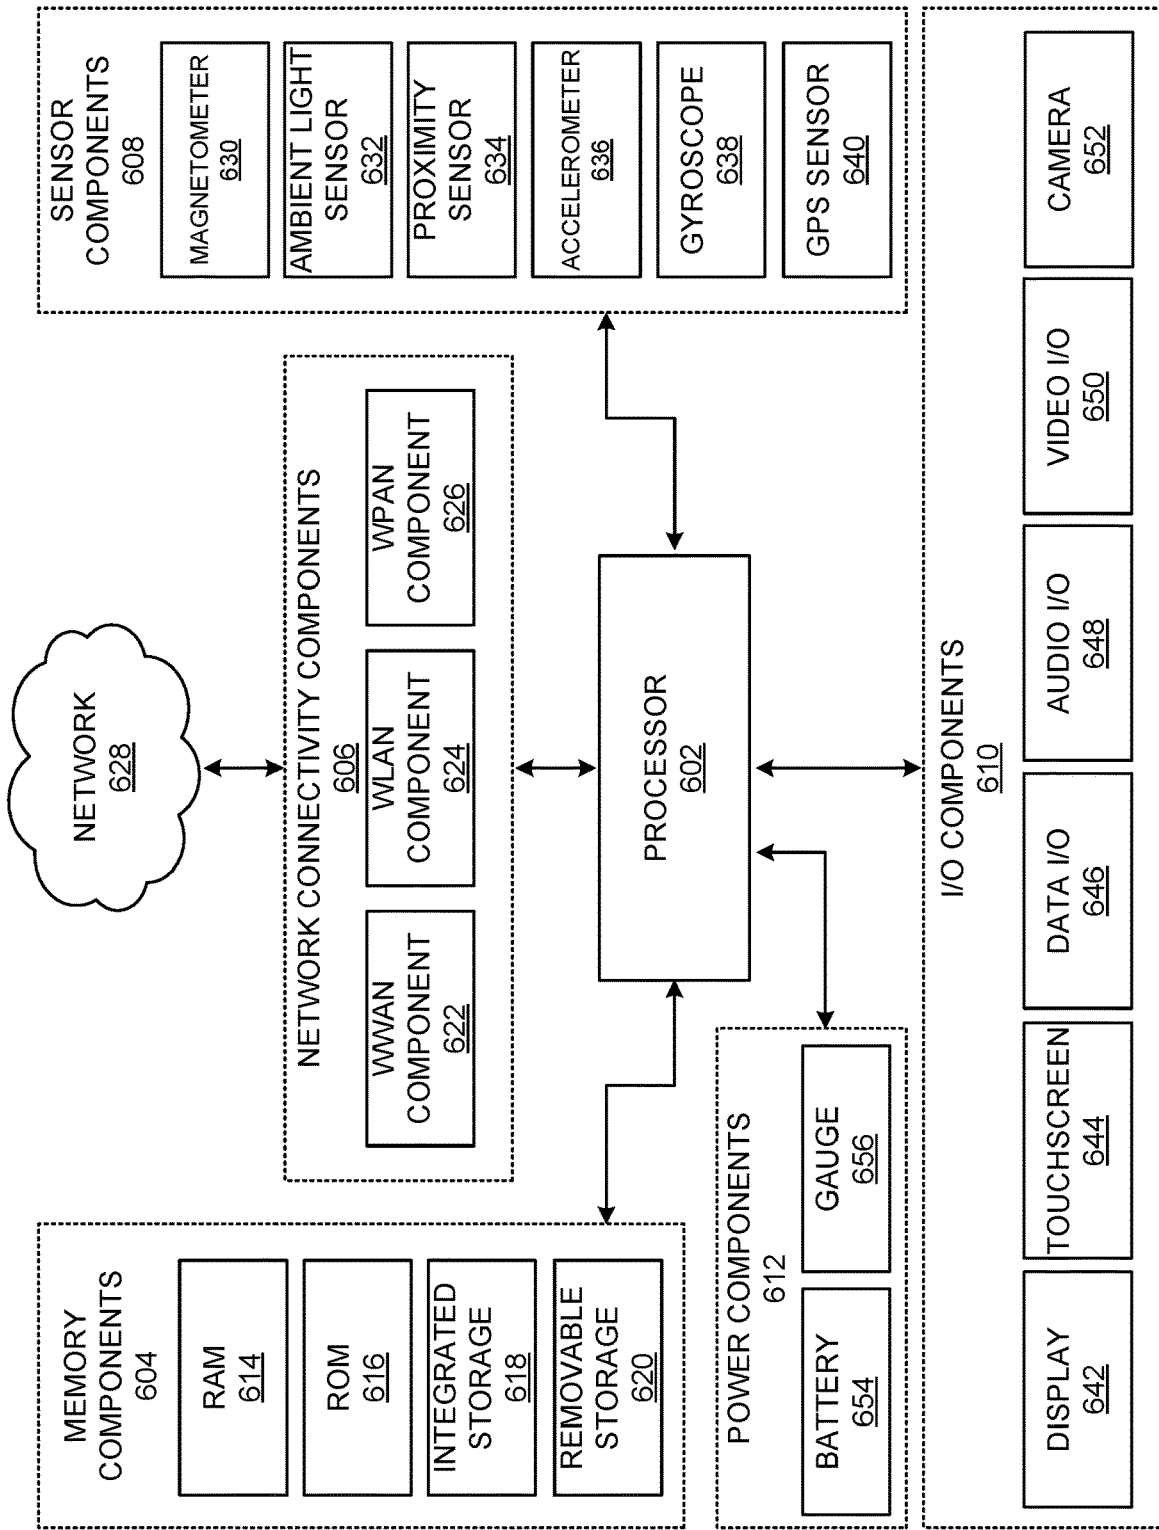 NETWORK
628
MEMORY
COMPONENTS
604
RAM
614
ROM
616
INTEGRATED
STORAGE
618
REMOVABLE
STORAGE
620
NETWORK CONNECTIVITY COMPONENTS
606
WWAN
COMPONENT
622
WLAN
COMPONENT
624
WPAN
COMPONENT
626
SENSOR
COMPONENTS
608
MAGNETOMETER
630
AMBIENT LIGHT
SENSOR
632
PROXIMITY
SENSOR
634
ACCELEROMETER
636
GYROSCOPE
638
GPS SENSOR
640
PROCESSOR
602
POWER COMPONENTS
612
BATTERY
654
GAUGE
656
I/O COMPONENTS
610
DISPLAY
642
TOUCHSCREEN
644
DATA I/O
646
AUDIO I/O
648
VIDEO I/O
650
CAMERA
652